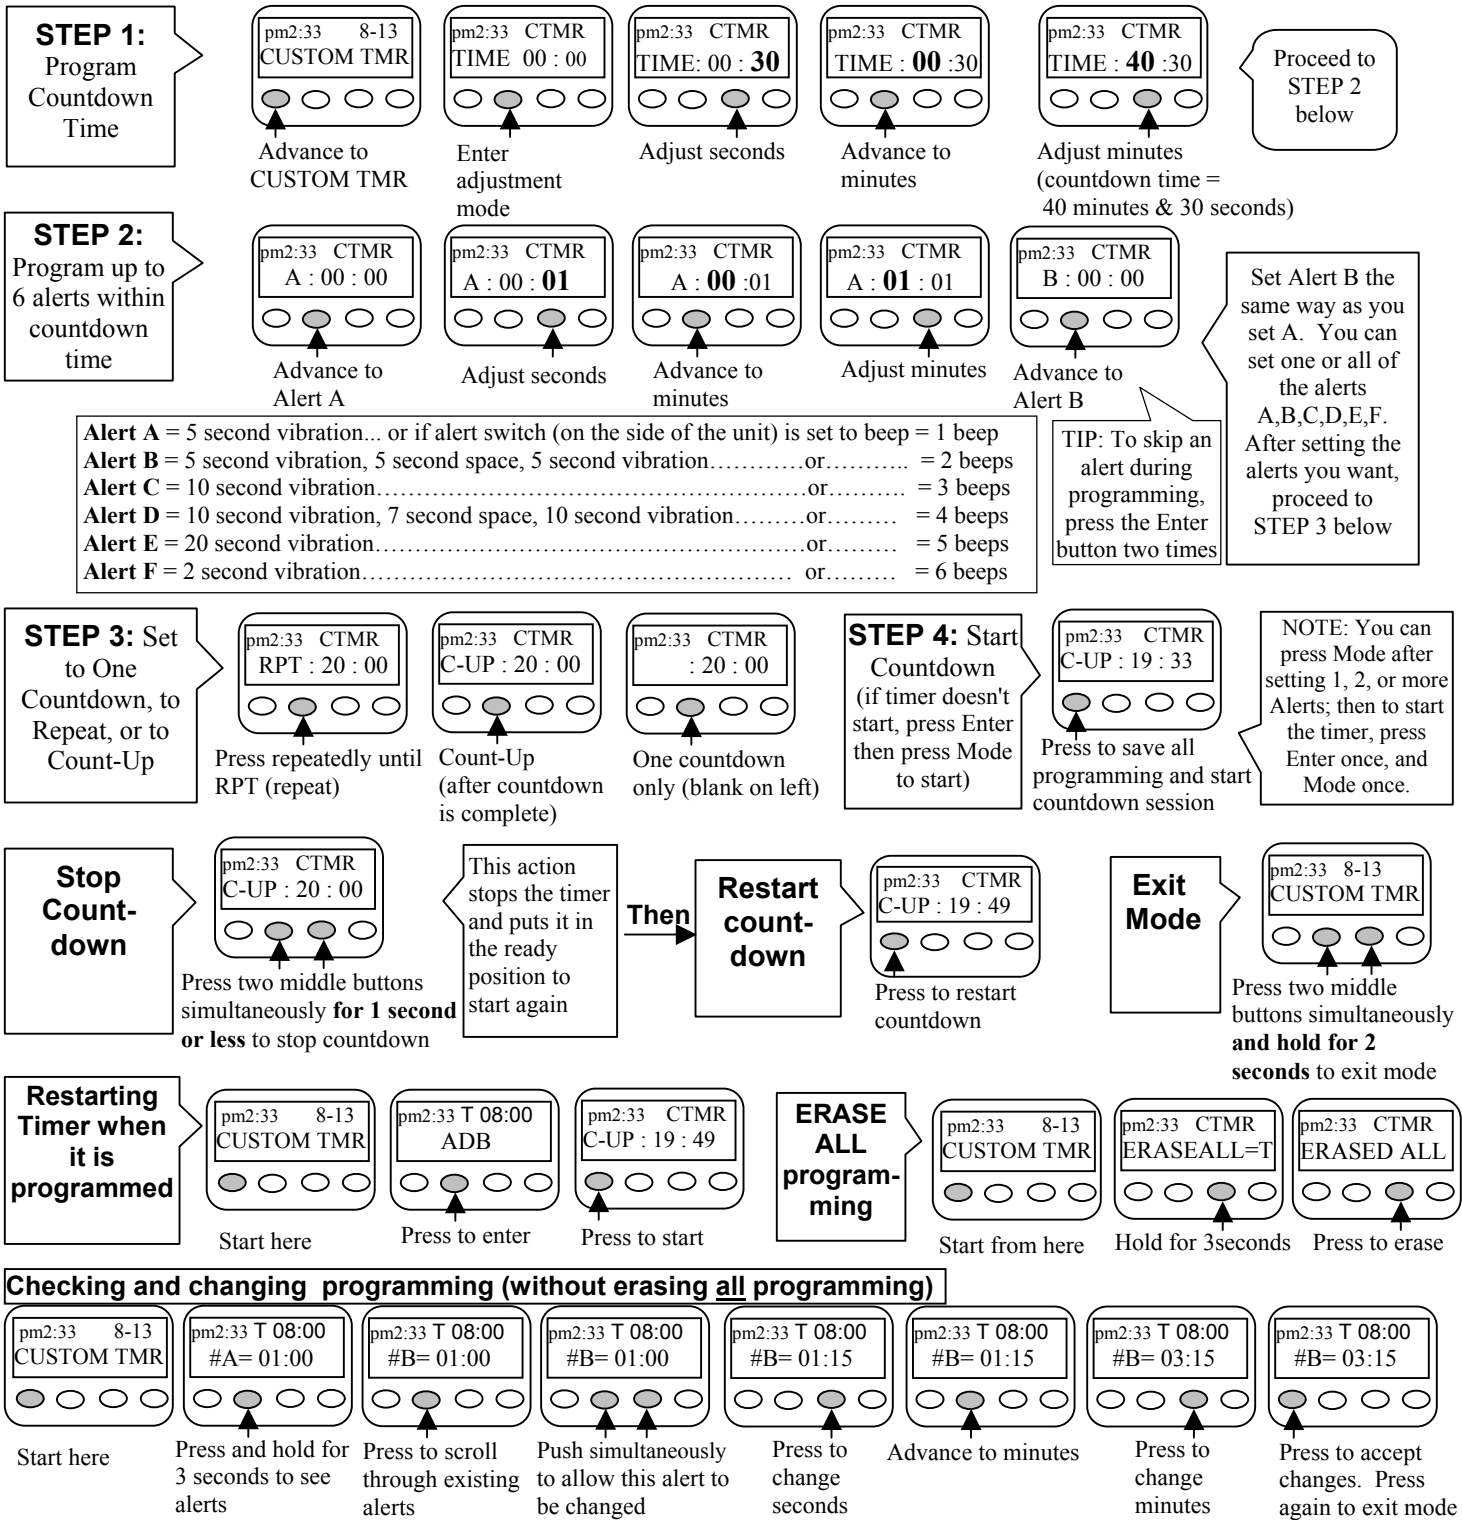 STEP 1:
Program
Countdown
Time
pm2:33 8-13
CUSTOM TMR
Advance to
CUSTOM TMR
pm2:33 CTMR
TIME 00 : 00
Enter
adjustment
mode
pm2:33 CTMR
TIME: 00 : 30
Adjust seconds
pm2:33 CTMR
TIME : 00 :30
Advance to
minutes
pm2:33 CTMR
TIME : 40 :30
Adjust minutes
(countdown time =
40 minutes & 30 seconds)
Proceed to
STEP 2
below
STEP 2:
Program up to
6 alerts within
countdown
time
pm2:33 CTMR
A : 00 : 00
Advance to
Alert A
pm2:33 CTMR
A : 00 : 01
Adjust seconds
pm2:33 CTMR
A : 00 :01
Advance to
minutes
pm2:33 CTMR
A : 01 : 01
Adjust minutes
pm2:33 CTMR
B : 00 : 00
Advance to
Alert B
Set Alert B the
same way as you
set A. You can
set one or all of
the alerts
A,B,C,D,E,F.
After setting the
alerts you want,
proceed to
STEP 3 below
TIP: To skip an
alert during
programming,
press the Enter
button two times
Alert A = 5 second vibration... or if alert switch (on the side of the unit) is set to beep = 1 beep
Alert B = 5 second vibration, 5 second space, 5 second vibration…………or……….. = 2 beeps
Alert C = 10 second vibration…………………………………………………or………. = 3 beeps
Alert D = 10 second vibration, 7 second space, 10 second vibration………or……… = 4 beeps
Alert E = 20 second vibration…………………………………………………or……… = 5 beeps
Alert F = 2 second vibration………………………………………………… or……… = 6 beeps
STEP 3: Set
to One
Countdown, to
Repeat, or to
Count-Up
pm2:33 CTMR
RPT : 20 : 00
Press repeatedly until
RPT (repeat)
pm2:33 CTMR
C-UP : 20 : 00
Count-Up
(after countdown
is complete)
pm2:33 CTMR
: 20 : 00
One countdown
only (blank on left)
STEP 4: Start
Countdown
(if timer doesn't
start, press Enter
then press Mode
to start)
pm2:33 CTMR
C-UP : 19 : 33
Press to save all
programming and start
countdown session
NOTE: You can
press Mode after
setting 1, 2, or more
Alerts; then to start
the timer, press
Enter once, and
Mode once.
Stop
Count-
down
pm2:33 CTMR
C-UP : 20 : 00
Press two middle buttons
simultaneously for 1 second
or less to stop countdown
This action
stops the timer
and puts it in
the ready
position to
start again
Then
Restart
count-
down
pm2:33 CTMR
C-UP : 19 : 49
Press to restart
countdown
Exit
Mode
pm2:33 8-13
CUSTOM TMR
Press two middle
buttons simultaneously
and hold for 2
seconds to exit mode
Restarting
Timer when
it is
programmed
pm2:33 8-13
CUSTOM TMR
Start here
pm2:33 T 08:00
ADB
Press to enter
pm2:33 CTMR
C-UP : 19 : 49
Press to start
ERASE
ALL
program-
ming
pm2:33 8-13
CUSTOM TMR
Start from here
pm2:33 CTMR
ERASEALL=T
Hold for 3seconds
pm2:33 CTMR
ERASED ALL
Press to erase
Checking and changing programming (without erasing all programming)
pm2:33 8-13
CUSTOM TMR
Start here
pm2:33 T 08:00
#A= 01:00
Press and hold for
3 seconds to see
alerts
pm2:33 T 08:00
#B= 01:00
Press to scroll
through existing
alerts
pm2:33 T 08:00
#B= 01:00
Push simultaneously
to allow this alert to
be changed
pm2:33 T 08:00
#B= 01:15
Press to
change
seconds
pm2:33 T 08:00
#B= 01:15
Advance to minutes
pm2:33 T 08:00
#B= 03:15
Press to
change
minutes
pm2:33 T 08:00
#B= 03:15
Press to accept
changes. Press
again to exit mode